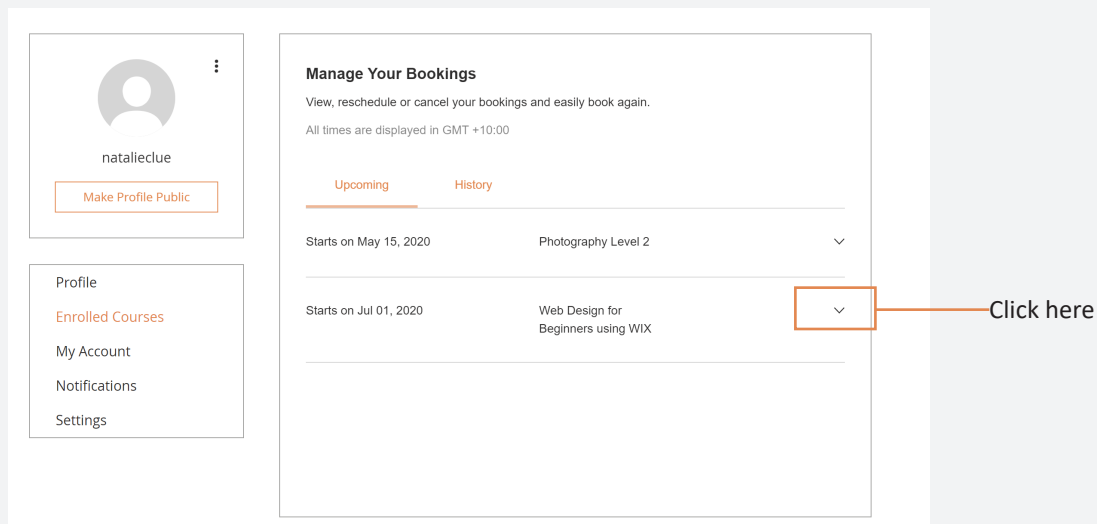 natalieclue
Make Profile Public
Profile
Enrolled Courses
My Account
Notifications
Settings
Manage Your Bookings
View, reschedule or cancel your bookings and easily book again.
All times are displayed in GMT +10:00
Upcoming History
Starts on May 15, 2020 Photography Level 2
Starts on Jul 01, 2020 Web Design for
Beginners using WIX
Click here